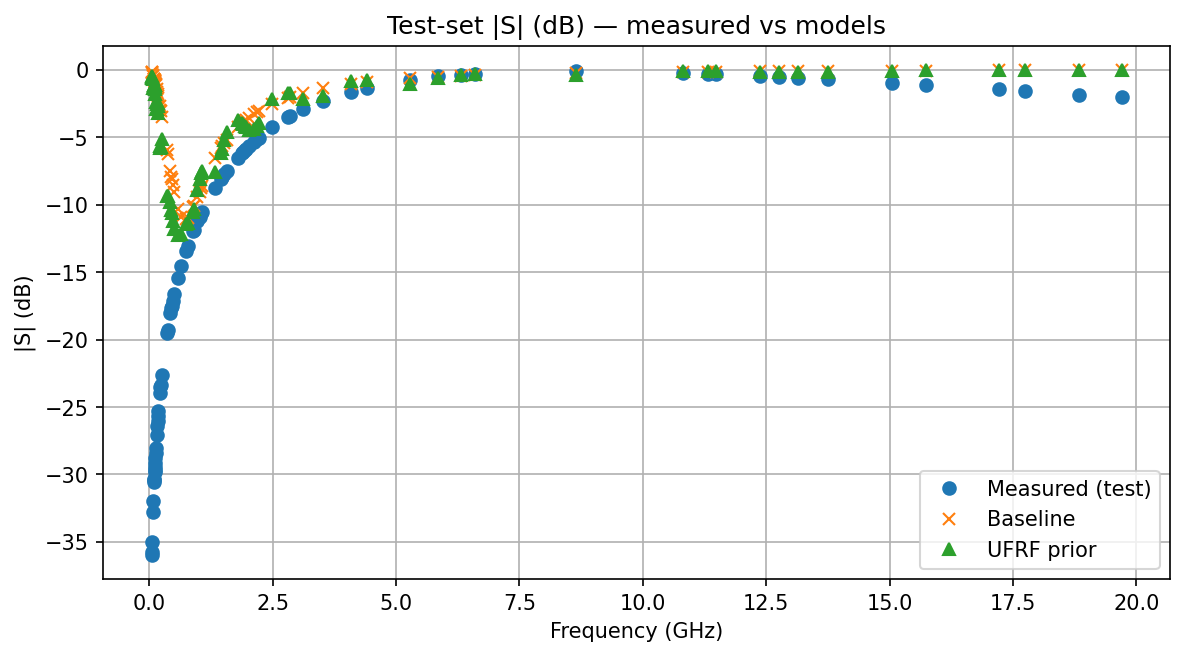 Test-set |S| (dB) — measured vs models
0
−5
−10
−15
−20
−25
−30
−35
|S| (dB)
Measured (test)
Baseline
UFRF prior
0.0 2.5 5.0 7.5 10.0 12.5 15.0 17.5 20.0
Frequency (GHz)